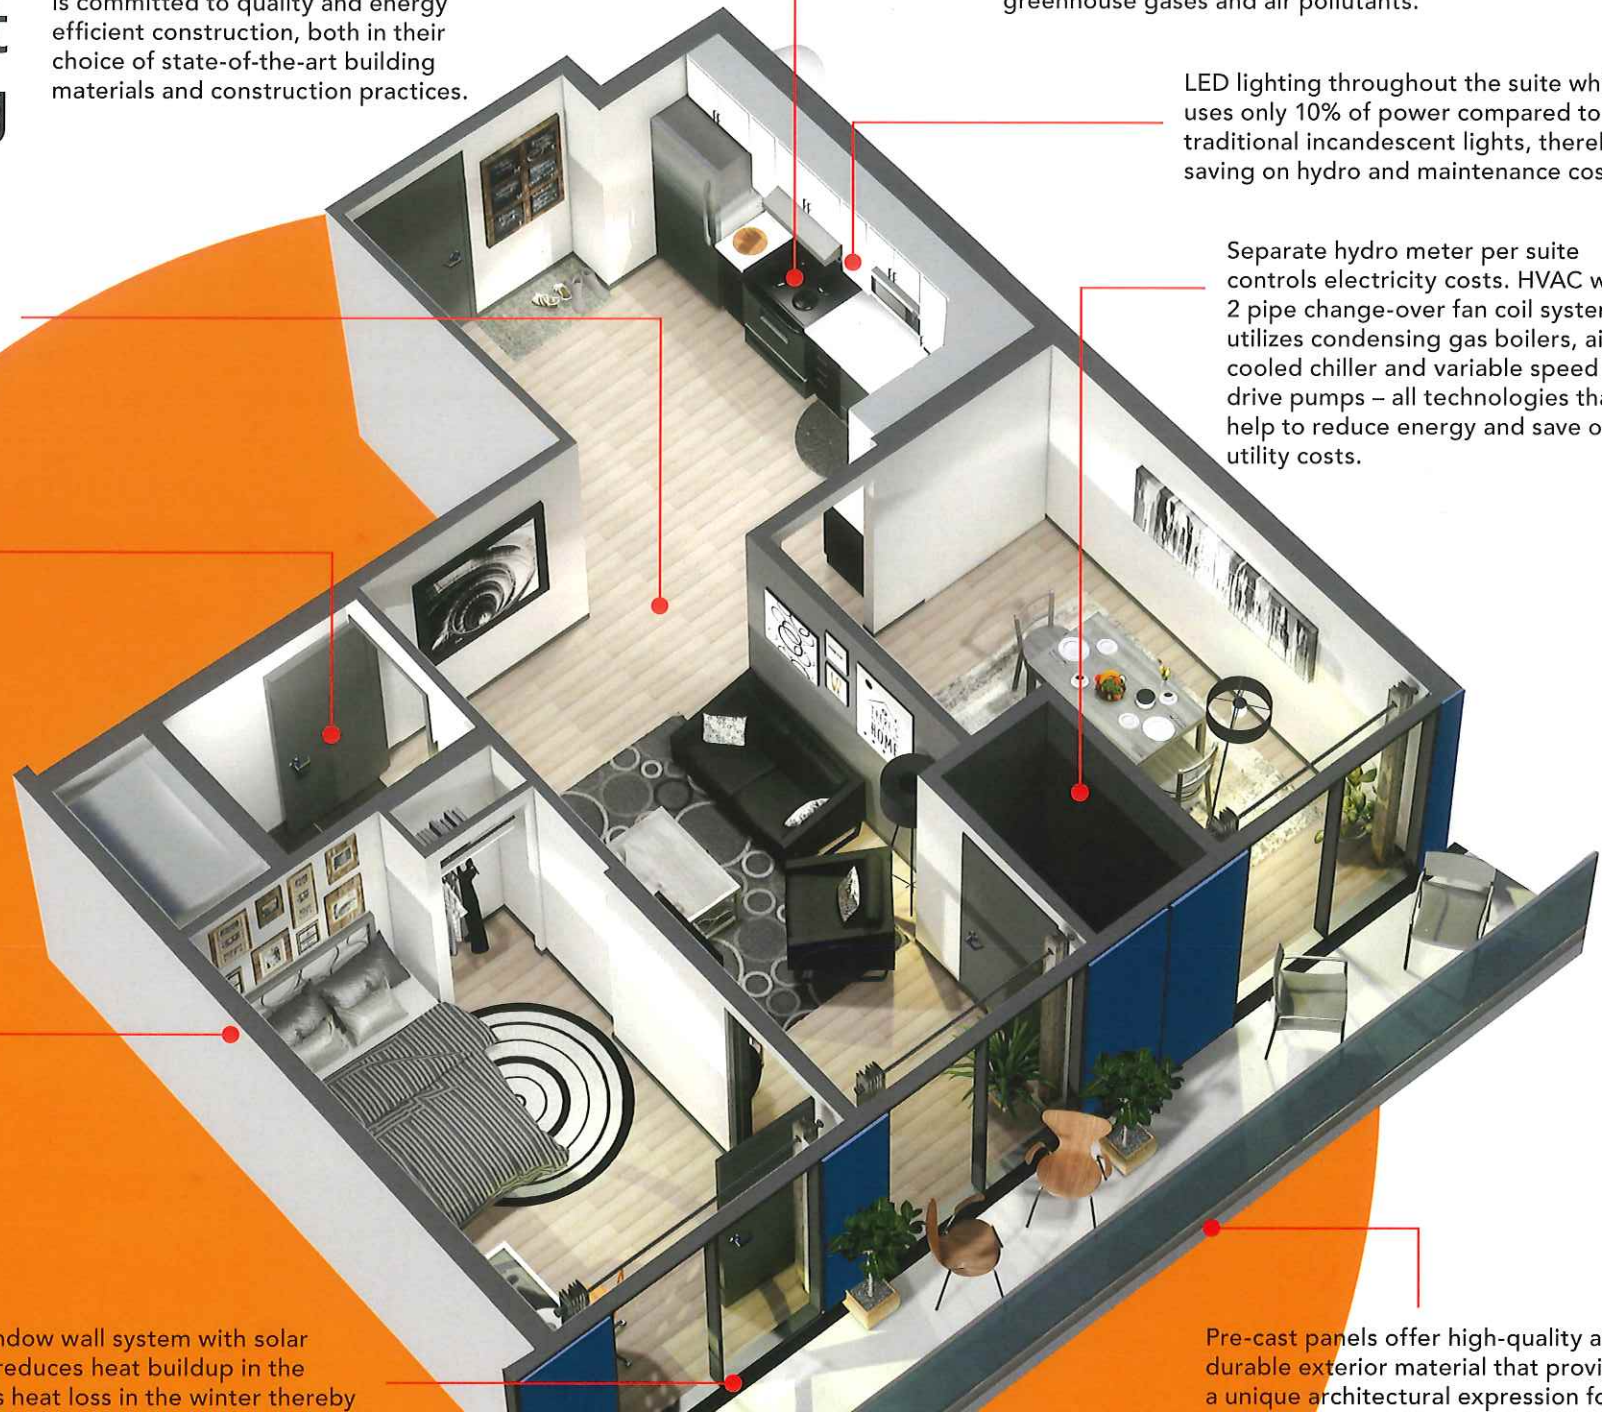 is committed to quality and energy
efficient construction, both in their
choice of state-of-the-art building
materials and construction practices.
greenhouse gases and air pollutants.
LED lighting throughout the suite wh
uses only 10% of power compared to
traditional incandescent lights, there
saving on hydro and maintenance cos
Separate hydro meter per suite
controls electricity costs. HVAC w
2 pipe change-over fan coil system
utilizes condensing gas boilers, ai
cooled chiller and variable speed
drive pumps – all technologies tha
help to reduce energy and save o
utility costs.
HOME
ndow wall system with solar
reduces heat buildup in the
s heat loss in the winter thereby
Pre-cast panels offer high-quality a
durable exterior material that provi
a unique architectural expression fo